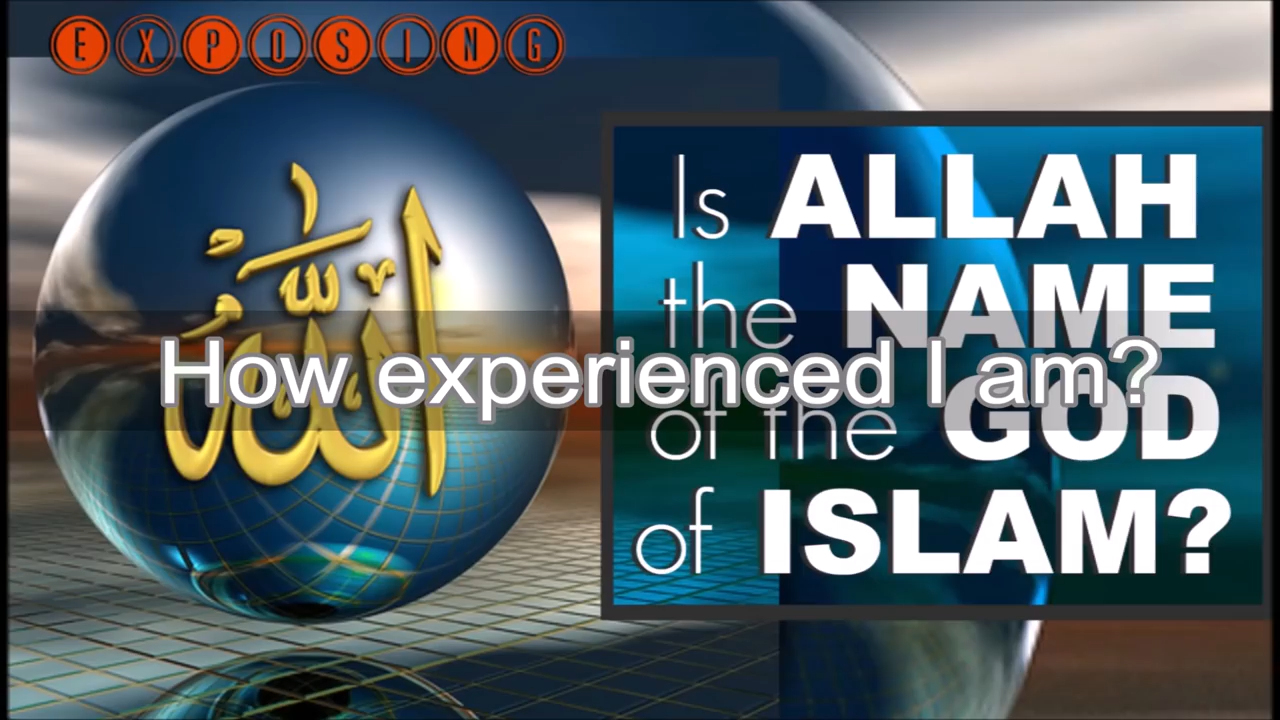 EXPOSING
الله
Is ALLAH
the NAME
of the GOD
of ISLAM?
How experienced I am?